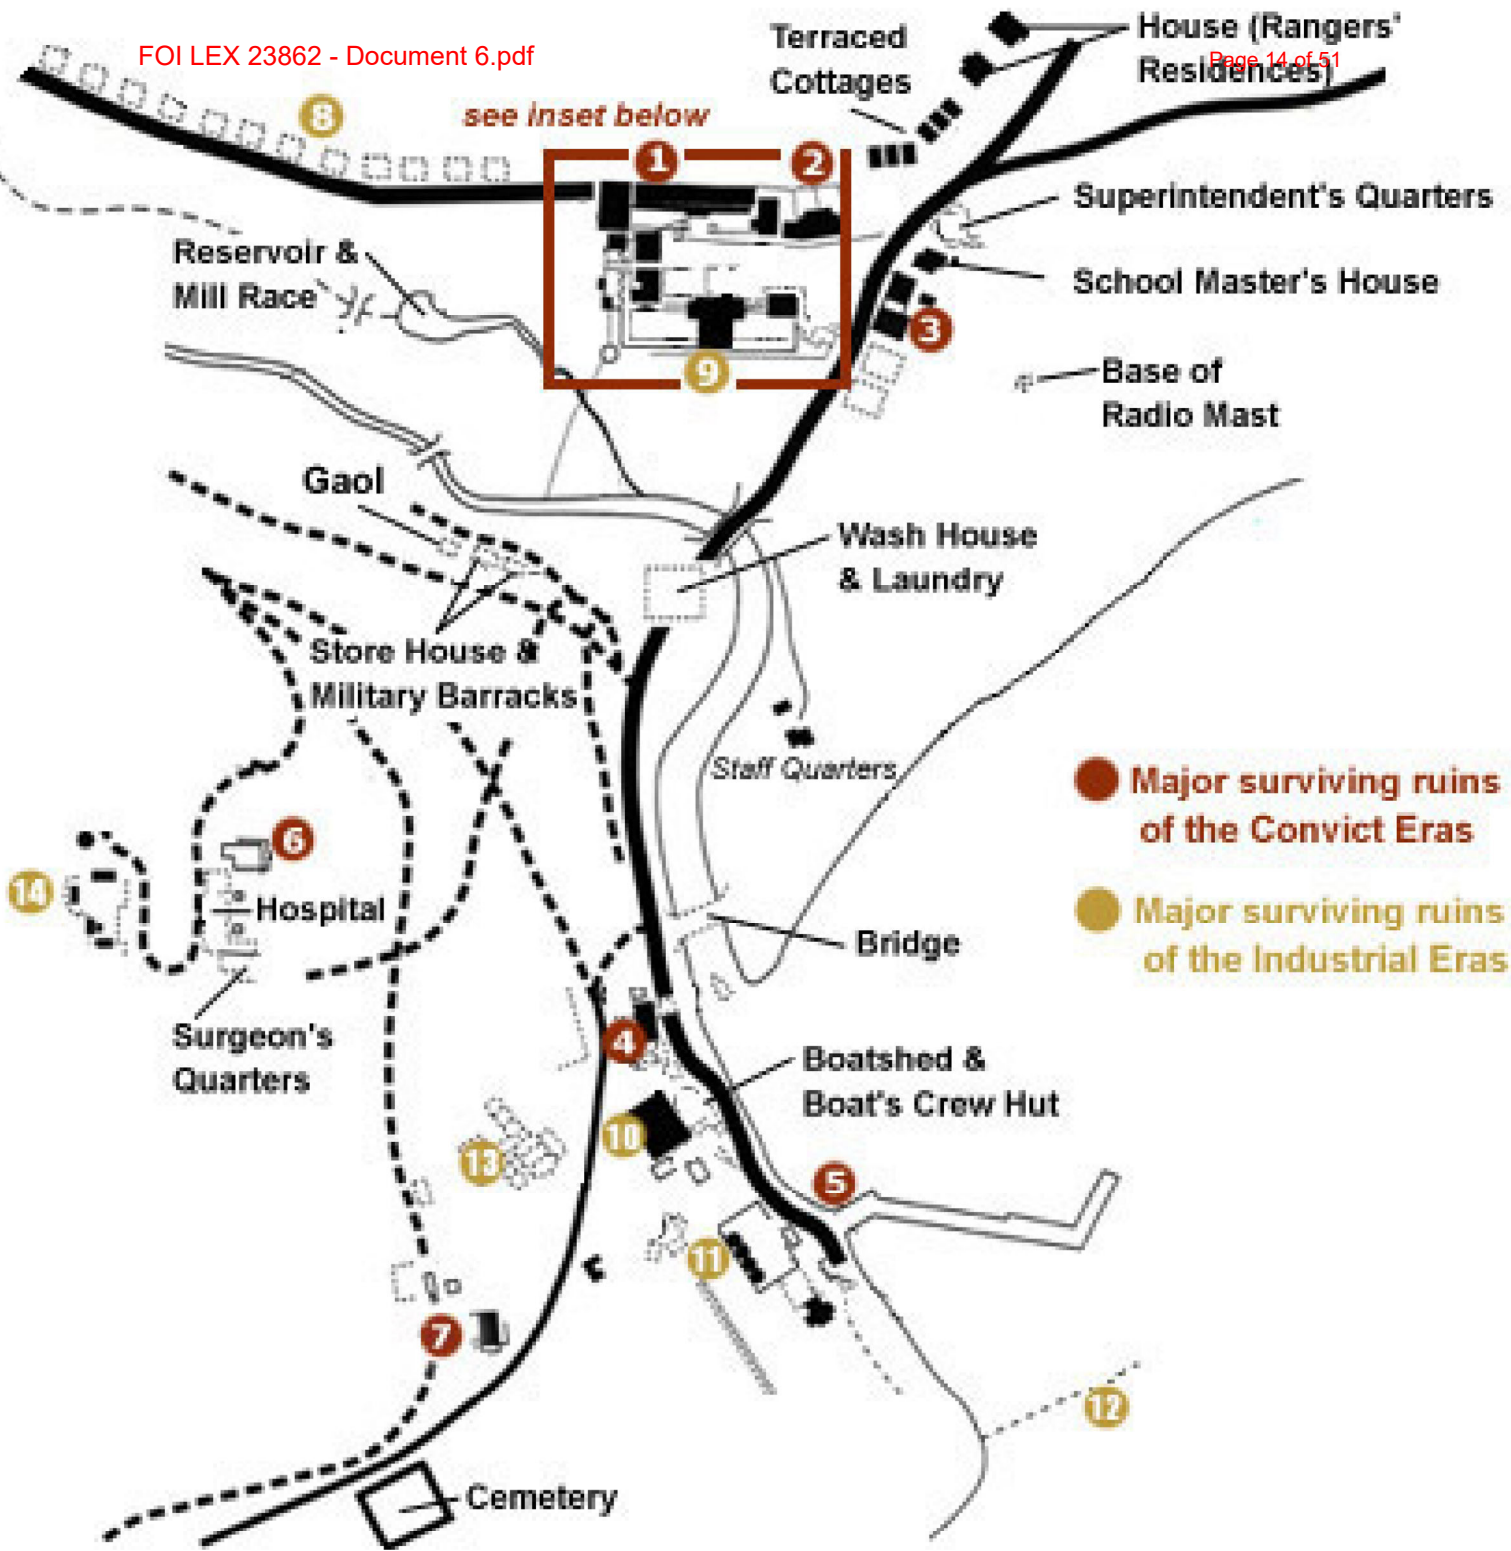 FOI LEX 23862 - Document 6.pdf
Page 14 of 51
House (Rangers'
Residences)
Terraced
Cottages
8
see inset below
1
2
Superintendent's Quarters
Reservoir &
Mill Race
School Master's House
3
9
Base of
Radio Mast
Gaol
Wash House
& Laundry
Store House &
Military Barracks
Staff Quarters
Major surviving ruins
of the Convict Eras
6
14
Hospital
Major surviving ruins
of the Industrial Eras
Bridge
Surgeon's
Quarters
4
Boatshed &
Boat's Crew Hut
10
13
5
11
7
12
Cemetery